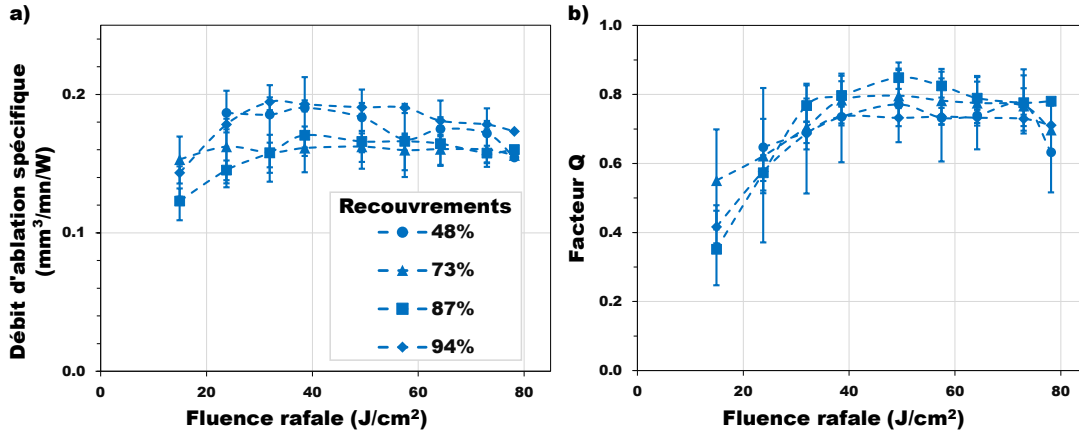 a)
Débit d'ablation spécifique
(mm³/mn/W)
0.2
0.1
0.0
Recouvrements
48%
73%
87%
94%
0
20
40
60
80
Fluence rafale (J/cm²)
b)
Facteur Q
1.0
0.8
0.6
0.4
0.2
0.0
0
20
40
60
80
Fluence rafale (J/cm²)